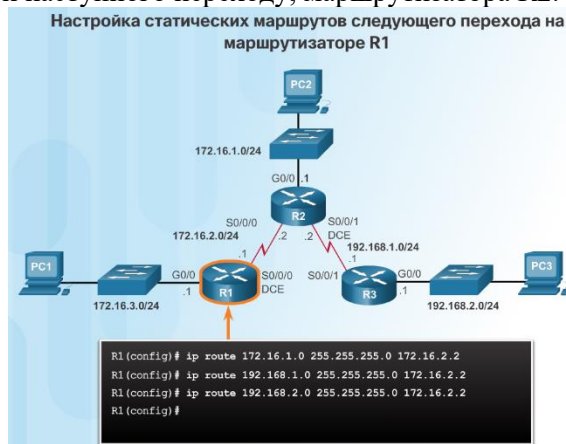 наступного переходу, маршрутизатора R2.
Настройка статических маршрутов следующего перехода на
маршрутизаторе R1
PC2
172.16.1.0/24
G0/0 .1
R2
S0/0/0
S0/0/1
DCE
172.16.2.0/24
.2
.2
192.168.1.0/24
.1
.1
PC1
G0/0
.1
R1
S0/0/0
DCE
S0/0/1
R3
G0/0
.1
PC3
172.16.3.0/24
192.168.2.0/24
R1(config)# ip route 172.16.1.0 255.255.255.0 172.16.2.2
R1(config)# ip route 192.168.1.0 255.255.255.0 172.16.2.2
R1(config)# ip route 192.168.2.0 255.255.255.0 172.16.2.2
R1(config)#